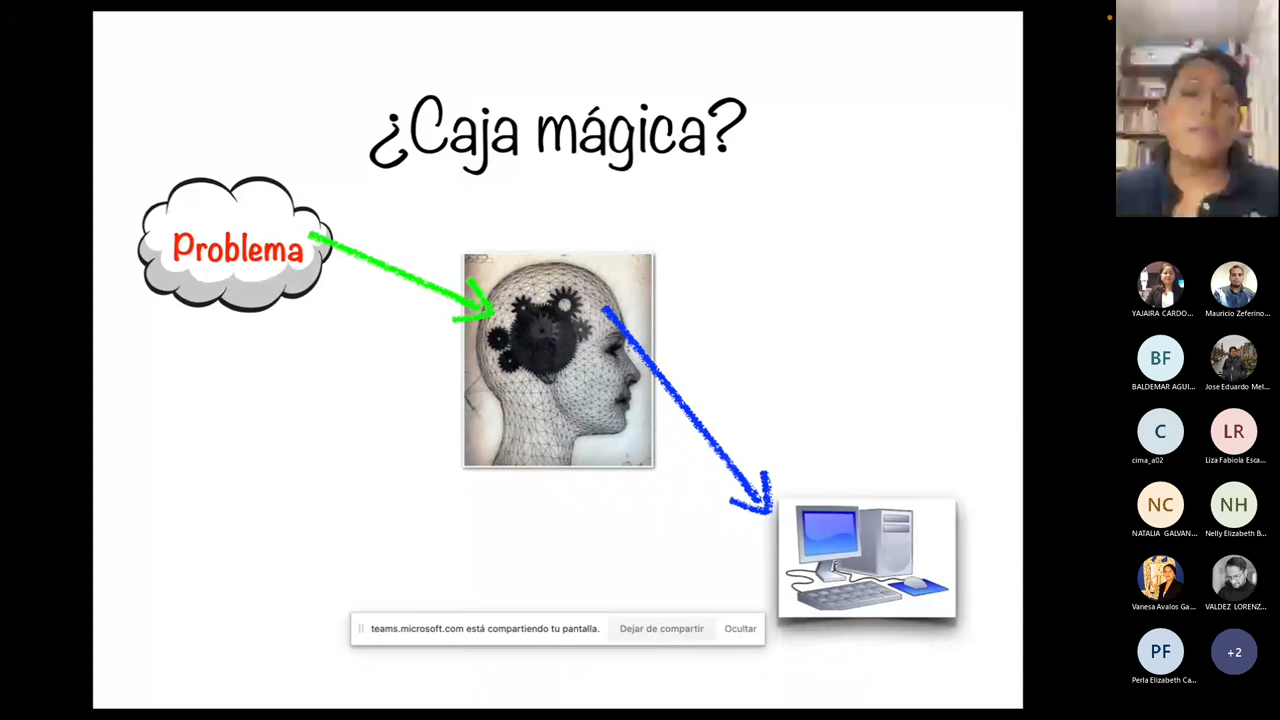 ¿Caja mágica?
Problema
teams.microsoft.com está compartiendo tu pantalla. Dejar de compartir Ocultar
YAJAIRA CARDO... Mauricio Zeferino...
BF
BALDEMAR AGUI... Jose Eduardo Mel...
C LR
cima_a02 Liza Fabiola Esca...
NC NH
NATALIA GALVAN... Nelly Elizabeth B...
Vanesa Avalos Ga... VALDEZ LORENZ...
PF +2
Perla Elizabeth Ca...